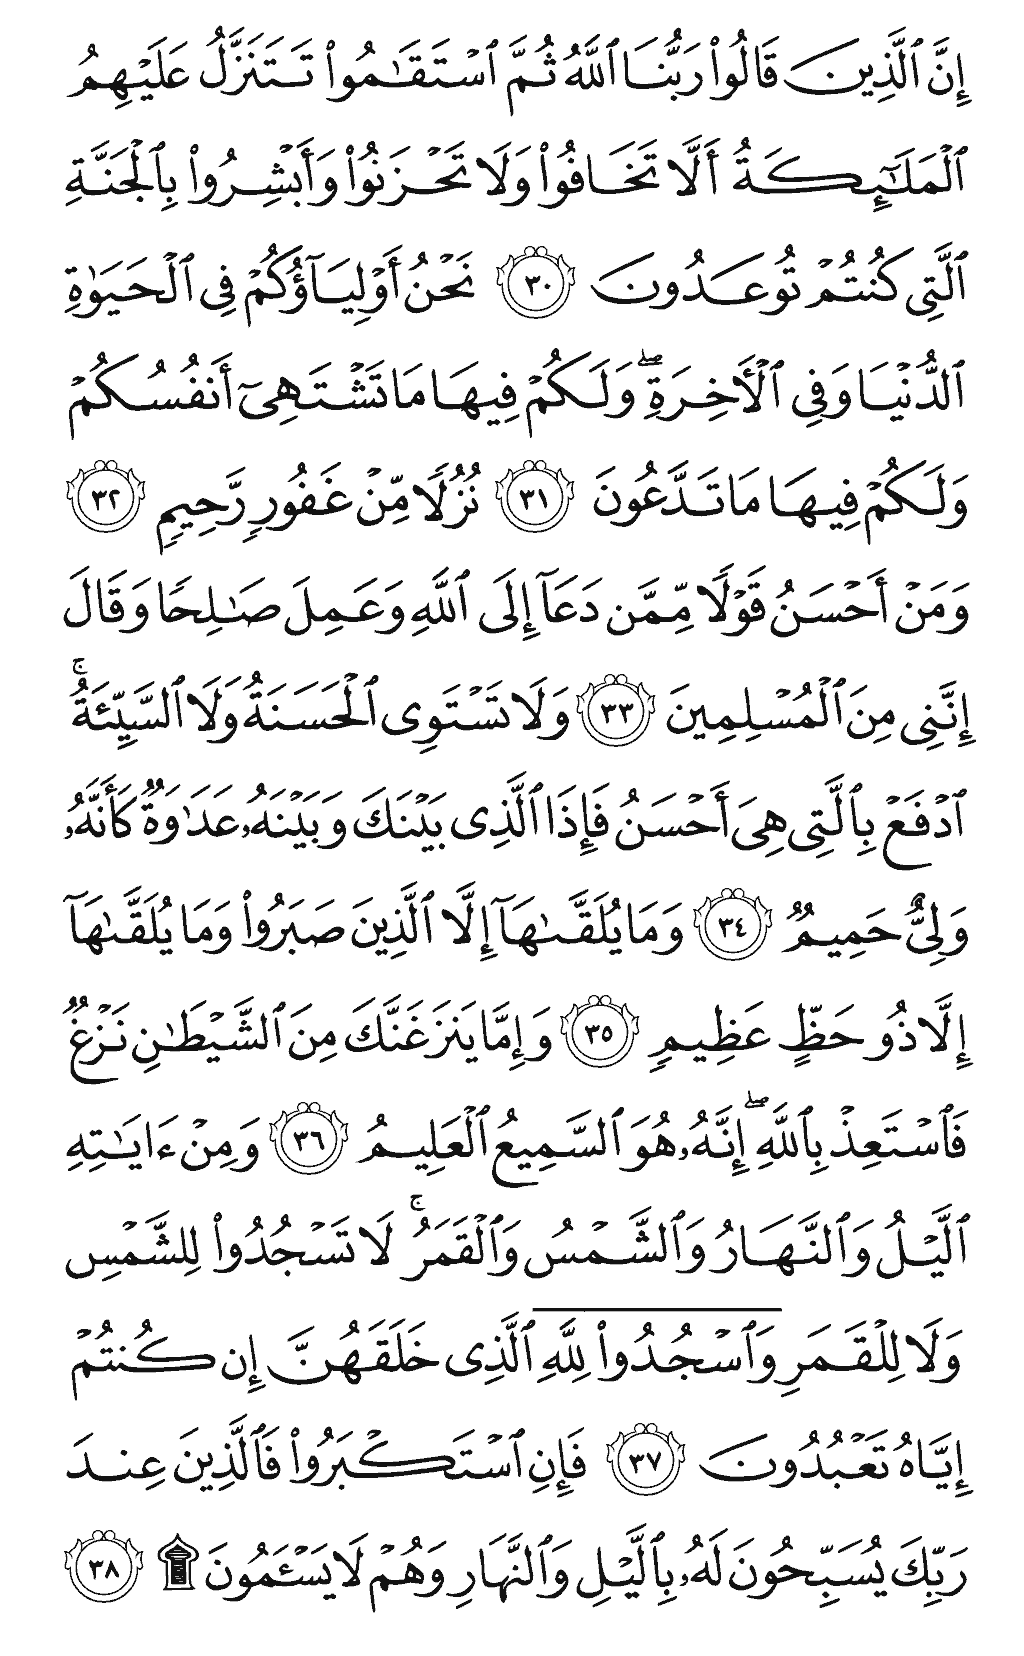 إِنَّ ٱلَّذِينَ قَالُوا۟ رَبُّنَا ٱللَّهُ ثُمَّ ٱسْتَقَـٰمُوا۟ تَتَنَزَّلُ عَلَيْهِمُ
ٱلْمَلَـٰٓئِكَةُ أَلَّا تَخَافُوا۟ وَلَا تَحْزَنُوا۟ وَأَبْشِرُوا۟ بِٱلْجَنَّةِ
ٱلَّتِى كُنتُمْ تُوعَدُونَ ٣٠ نَحْنُ أَوْلِيَآؤُكُمْ فِى ٱلْحَيَوٰةِ
ٱلدُّنْيَا وَفِى ٱلْـَٔاخِرَةِ ۖ وَلَكُمْ فِيهَا مَا تَشْتَهِىٓ أَنفُسُكُمْ
وَلَكُمْ فِيهَا مَا تَدَّعُونَ ٣١ نُزُلًا مِّنْ غَفُورٍ رَّحِيمٍ ٣٢
وَمَنْ أَحْسَنُ قَوْلًا مِّمَّن دَعَآ إِلَى ٱللَّهِ وَعَمِلَ صَـٰلِحًا وَقَالَ
إِنَّنِى مِنَ ٱلْمُسْلِمِينَ ٣٣ وَلَا تَسْتَوِى ٱلْحَسَنَةُ وَلَا ٱلسَّيِّئَةُ ۚ
ٱدْفَعْ بِٱلَّتِى هِىَ أَحْسَنُ فَإِذَا ٱلَّذِى بَيْنَكَ وَبَيْنَهُۥ عَدَٰوَةٌ كَأَنَّهُۥ
وَلِىٌّ حَمِيمٌ ٣٤ وَمَا يُلَقَّىٰهَآ إِلَّا ٱلَّذِينَ صَبَرُوا۟ وَمَا يُلَقَّىٰهَآ
إِلَّا ذُو حَظٍّ عَظِيمٍ ٣٥ وَإِمَّا يَنزَغَنَّكَ مِنَ ٱلشَّيْطَـٰنِ نَزْغٌ
فَٱسْتَعِذْ بِٱللَّهِ ۖ إِنَّهُۥ هُوَ ٱلسَّمِيعُ ٱلْعَلِيمُ ٣٦ وَمِنْ ءَايَـٰتِهِ
ٱلَّيْلُ وَٱلنَّهَارُ وَٱلشَّمْسُ وَٱلْقَمَرُ ۚ لَا تَسْجُدُوا۟ لِلشَّمْسِ
وَلَا لِلْقَمَرِ وَٱسْجُدُوا۟ لِلَّهِ ٱلَّذِى خَلَقَهُنَّ إِن كُنتُمْ
إِيَّاهُ تَعْبُدُونَ ٣٧ فَإِنِ ٱسْتَكْبَرُوا۟ فَٱلَّذِينَ عِندَ
رَبِّكَ يُسَبِّحُونَ لَهُۥ بِٱلَّيْلِ وَٱلنَّهَارِ وَهُمْ لَا يَسْـَٔمُونَ ۩ ٣٨